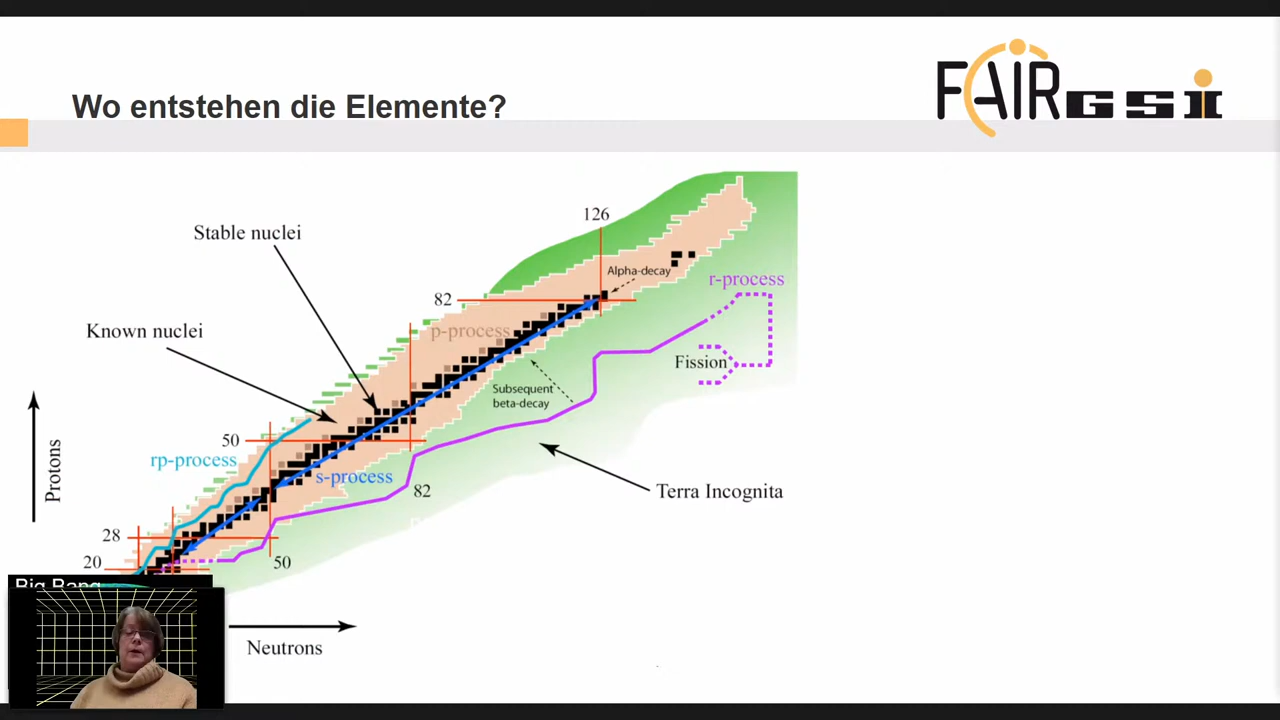 Wo entstehen die Elemente?
FAIR GSI
126
Stable nuclei
Alpha-decay
r-process
82
Known nuclei
p-process
Fission
Subsequent
beta-decay
50
rp-process
s-process
82
Terra Incognita
Protons
28
20
50
Big Bang
Neutrons